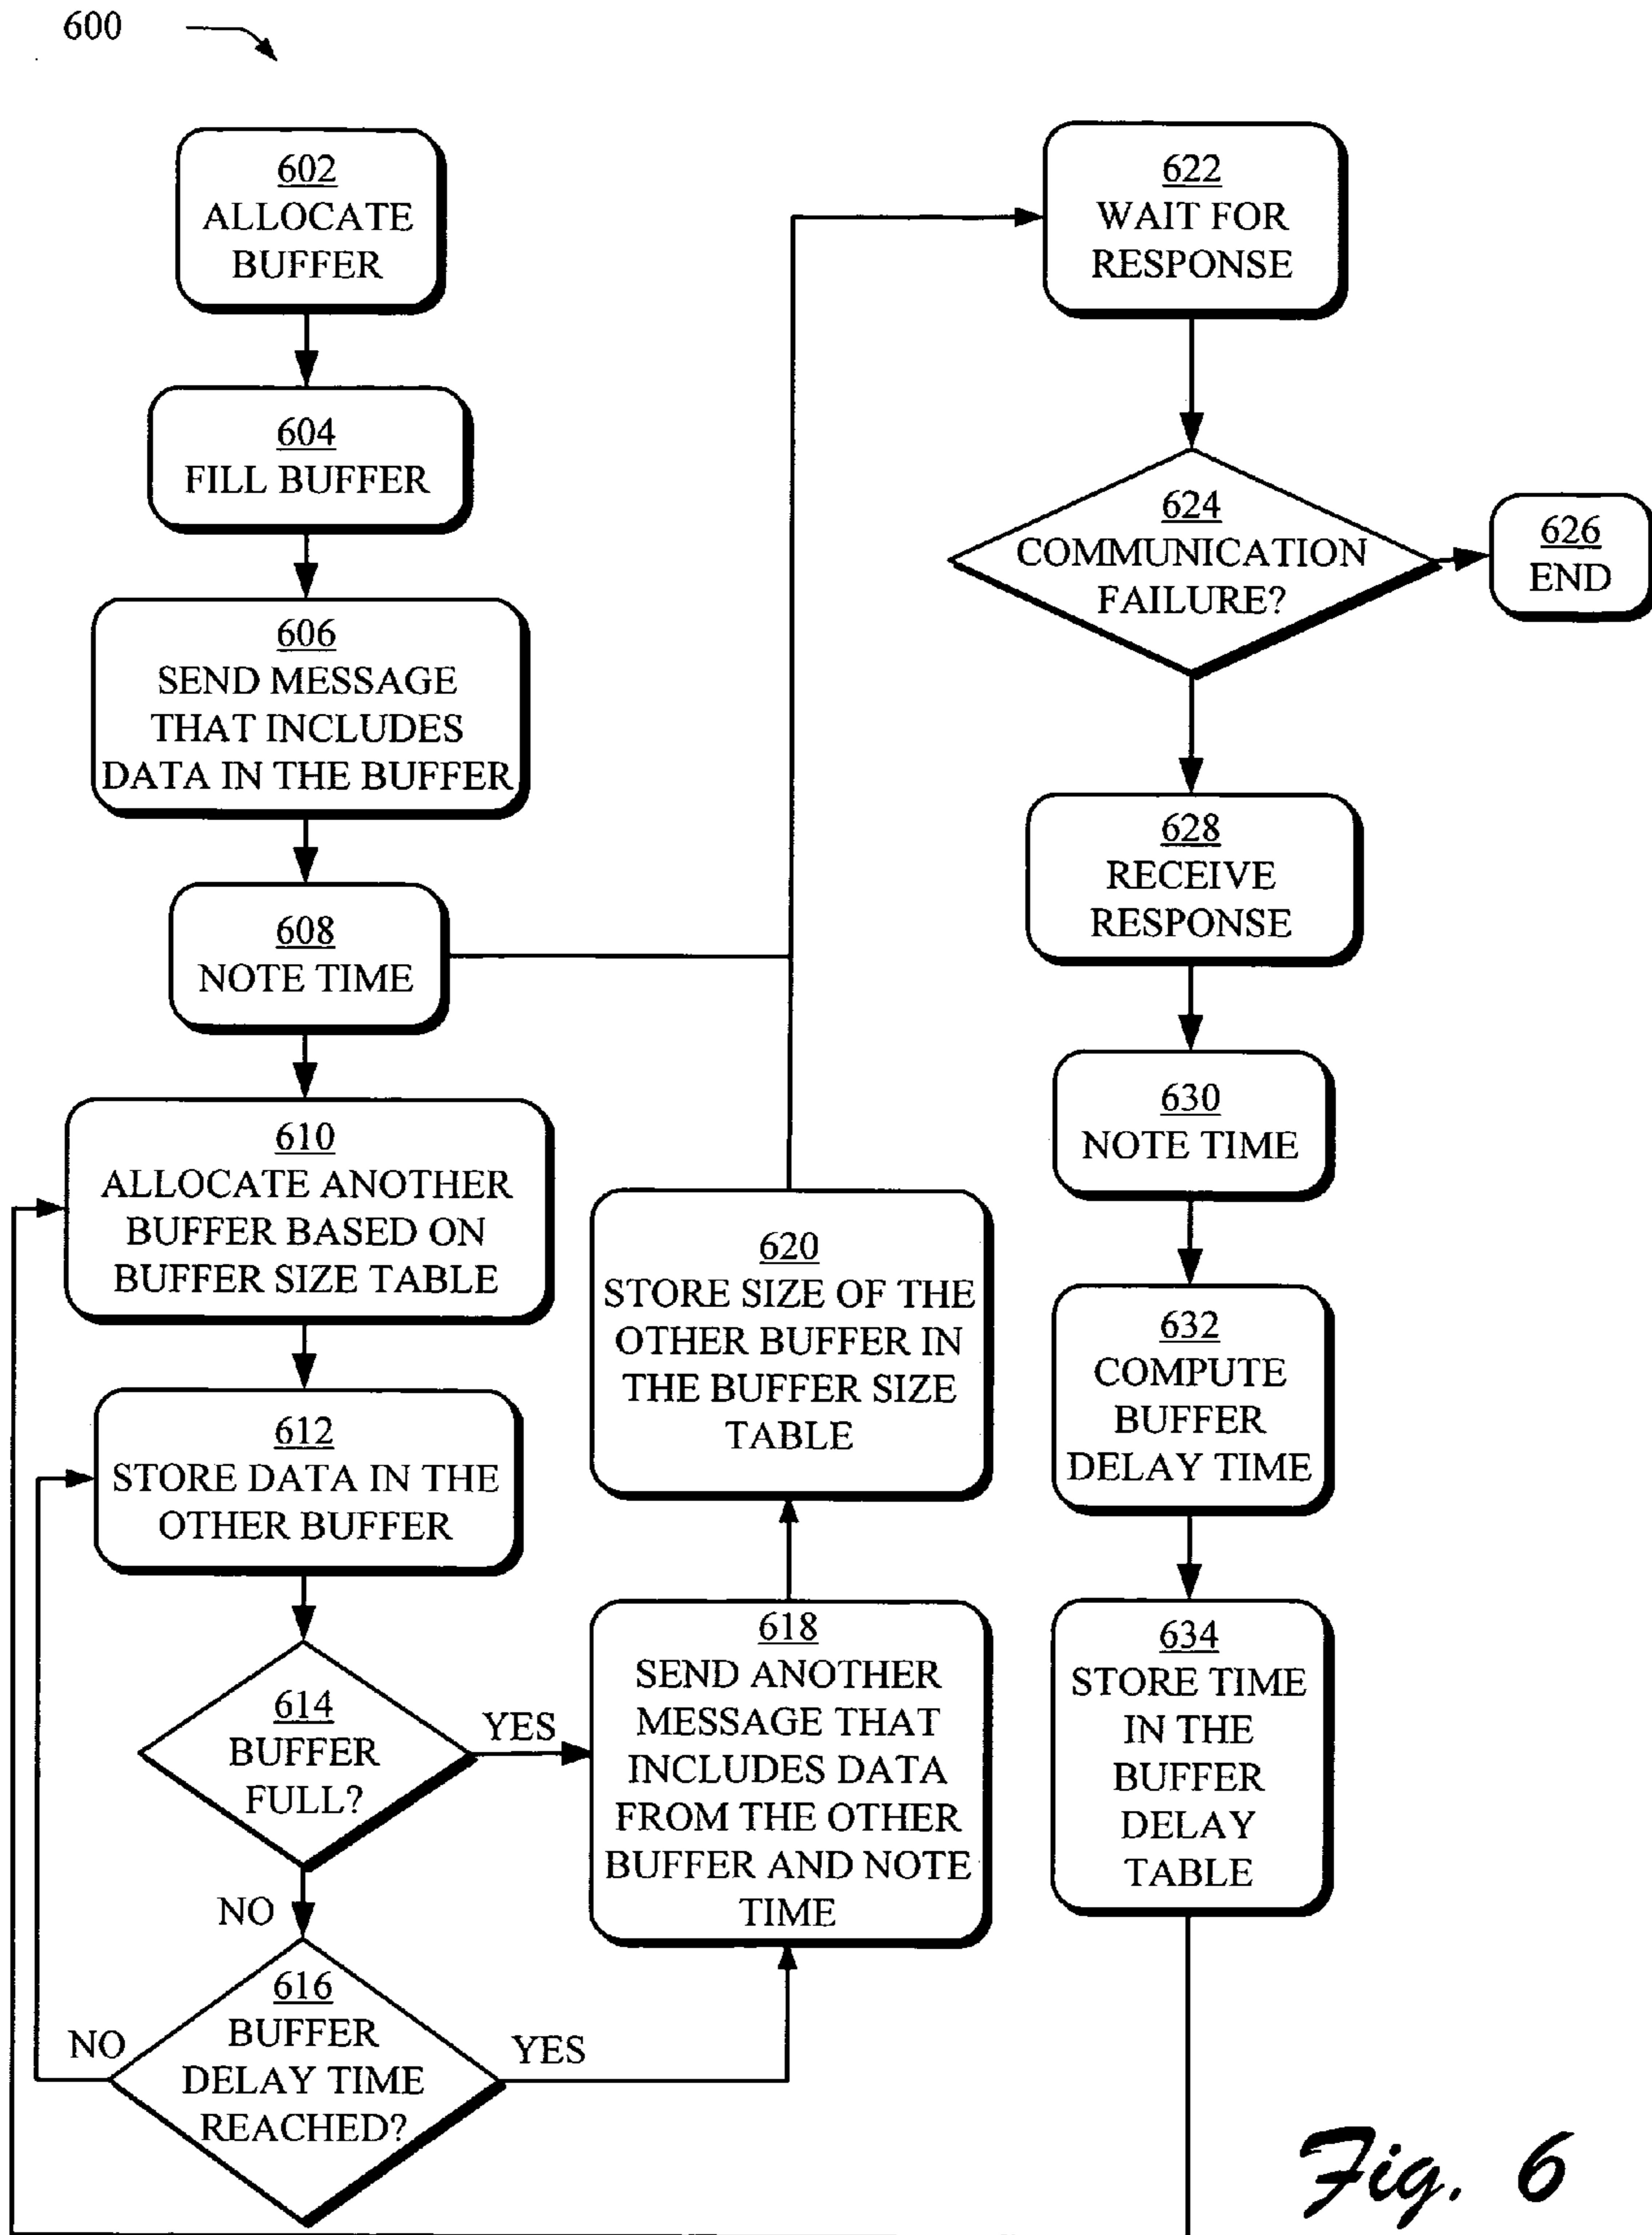 600
602
ALLOCATE
BUFFER
604
FILL BUFFER
606
SEND MESSAGE
THAT INCLUDES
DATA IN THE BUFFER
608
NOTE TIME
610
ALLOCATE ANOTHER
BUFFER BASED ON
BUFFER SIZE TABLE
612
STORE DATA IN THE
OTHER BUFFER
614
BUFFER
FULL?
YES
NO
616
BUFFER
DELAY TIME
REACHED?
NO
YES
618
SEND ANOTHER
MESSAGE THAT
INCLUDES DATA
FROM THE OTHER
BUFFER AND NOTE
TIME
620
STORE SIZE OF THE
OTHER BUFFER IN
THE BUFFER SIZE
TABLE
622
WAIT FOR
RESPONSE
624
COMMUNICATION
FAILURE?
626
END
628
RECEIVE
RESPONSE
630
NOTE TIME
632
COMPUTE
BUFFER
DELAY TIME
634
STORE TIME
IN THE
BUFFER
DELAY
TABLE
Fig. 6